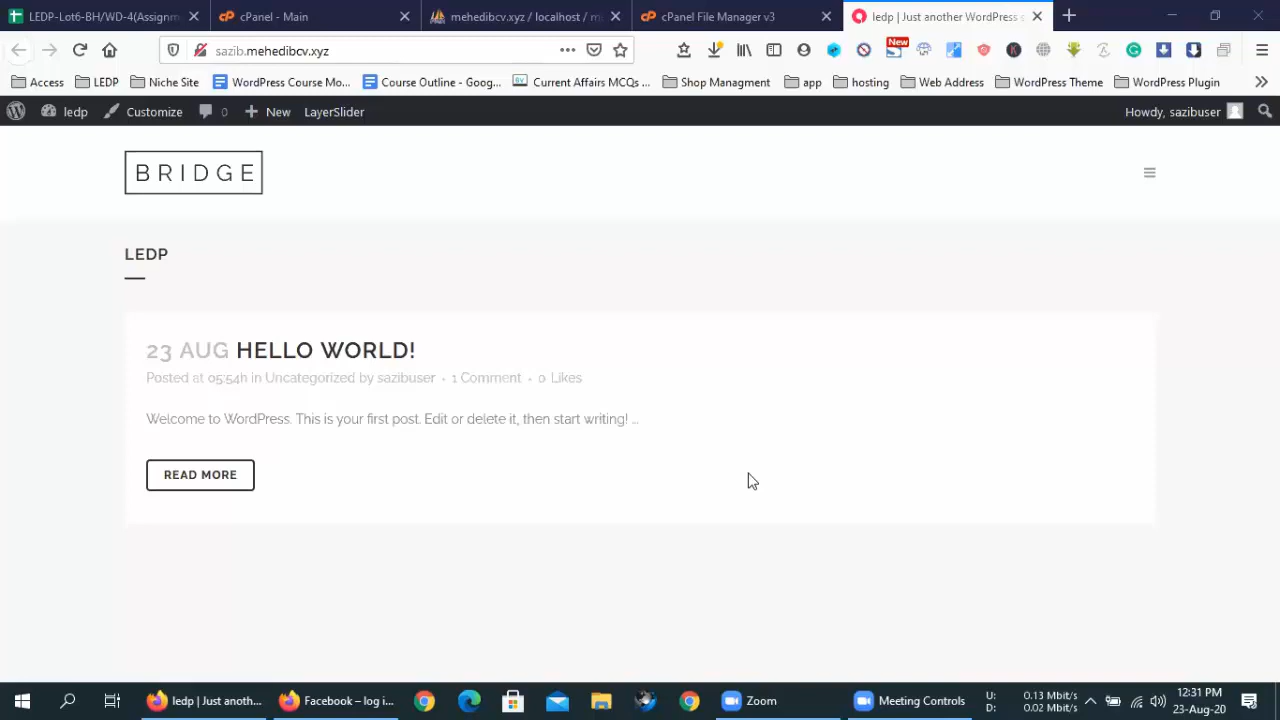 LEDP-Lot6-BH/WD-4(Assignm
cPanel - Main
mehedibcv.xyz / localhost / m
cPanel File Manager v3
ledp | Just another WordPress s
sazib.mehedibcv.xyz
New
Access
LEDP
Niche Site
WordPress Course Mo...
Course Outline - Goog...
Current Affairs MCQs ...
Shop Managment
app
hosting
Web Address
WordPress Theme
WordPress Plugin
ledp
Customize
0
New
LayerSlider
Howdy, sazibuser
BRIDGE
LEDP
23 AUG HELLO WORLD!
Posted at 05:54h in Uncategorized by sazibuser • 1 Comment • 0 Likes
Welcome to WordPress. This is your first post. Edit or delete it, then start writing! ...
READ MORE
ledp | Just anoth...
Facebook – log i...
Zoom
Meeting Controls
U: 0.13 Mbit/s
D: 0.02 Mbit/s
12:31 PM
23-Aug-20